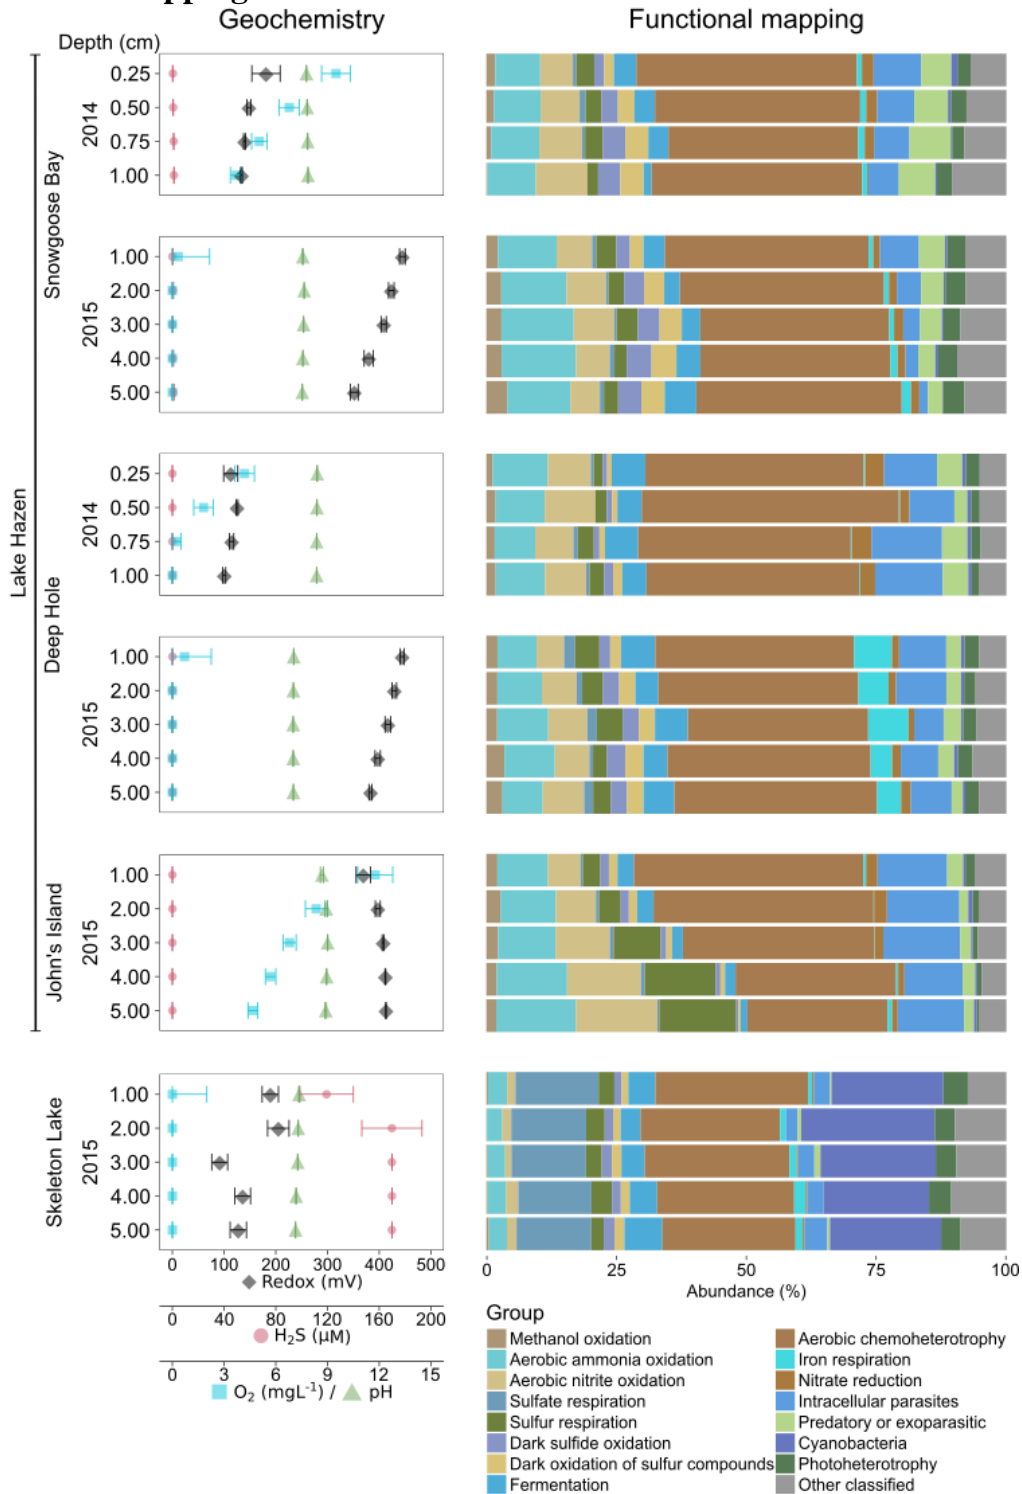 Geochemistry
Functional mapping
Depth (cm)
Lake Hazen
Snowgoose Bay
2014
0.25
0.50
0.75
1.00
2015
1.00
2.00
3.00
4.00
5.00
Deep Hole
2014
0.25
0.50
0.75
1.00
2015
1.00
2.00
3.00
4.00
5.00
John's Island
2015
1.00
2.00
3.00
4.00
5.00
Skeleton Lake
2015
1.00
2.00
3.00
4.00
5.00
0 100 200 300 400 500
Redox (mV)
0 40 80 120 160 200
H₂S (µM)
0 3 6 9 12 15
O₂ (mgL⁻¹) / pH
0 25 50 75 100
Abundance (%)
Group
Methanol oxidation
Aerobic ammonia oxidation
Aerobic nitrite oxidation
Sulfate respiration
Sulfur respiration
Dark sulfide oxidation
Dark oxidation of sulfur compounds
Fermentation
Aerobic chemoheterotrophy
Iron respiration
Nitrate reduction
Intracellular parasites
Predatory or exoparasitic
Cyanobacteria
Photoheterotrophy
Other classified